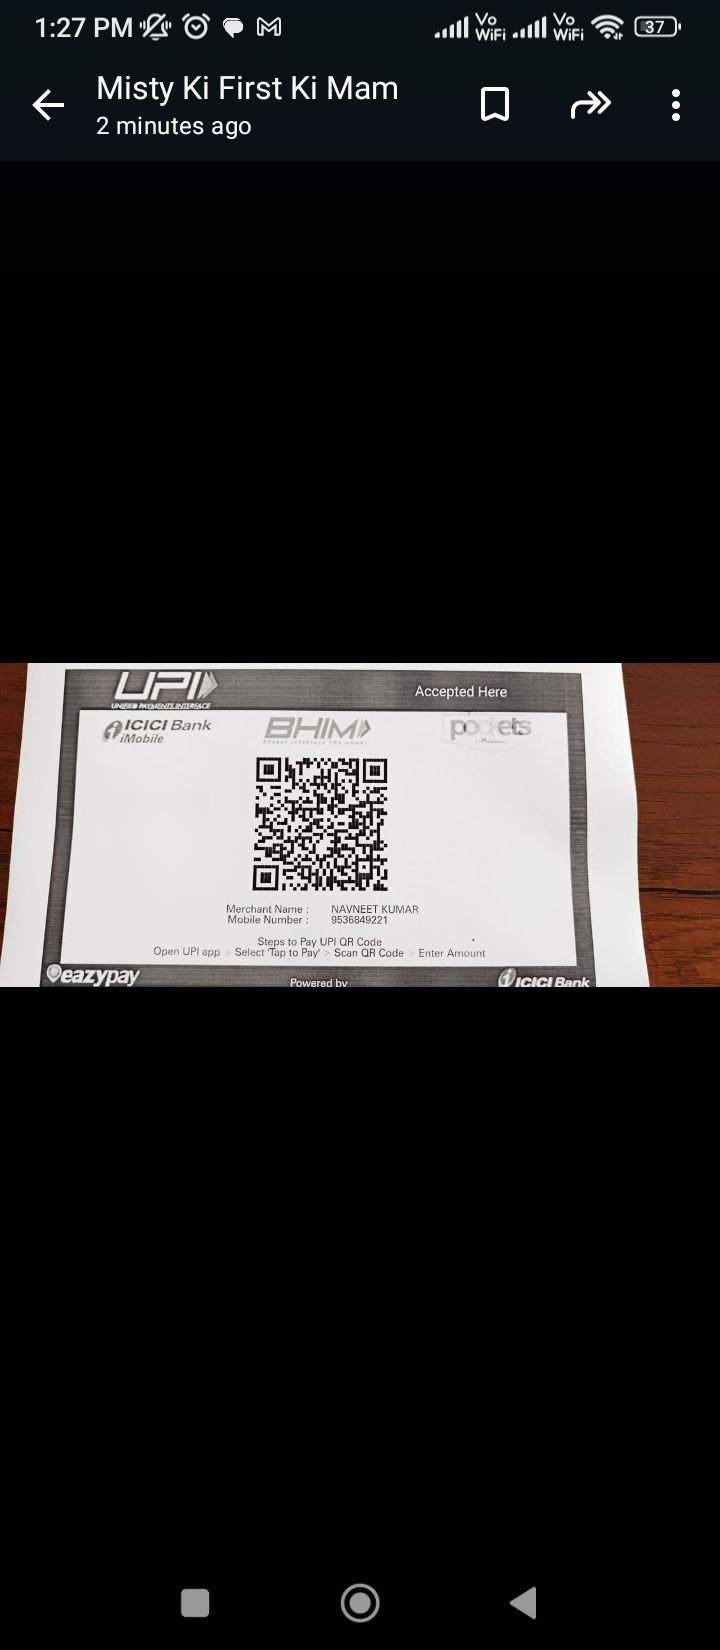 1:27 PM
Vo WiFi Vo WiFi 37
Misty Ki First Ki Mam
2 minutes ago
UPI Accepted Here
UNIFIED PAYMENTS INTERFACE
ICICI Bank BHIM pockets
iMobile BHARAT INTERFACE FOR MONEY
Merchant Name : NAVNEET KUMAR
Mobile Number : 9536849221
Steps to Pay UPI QR Code
Open UPI app > Select 'Tap to Pay' > Scan QR Code > Enter Amount
eazypay Powered by ICICI Bank